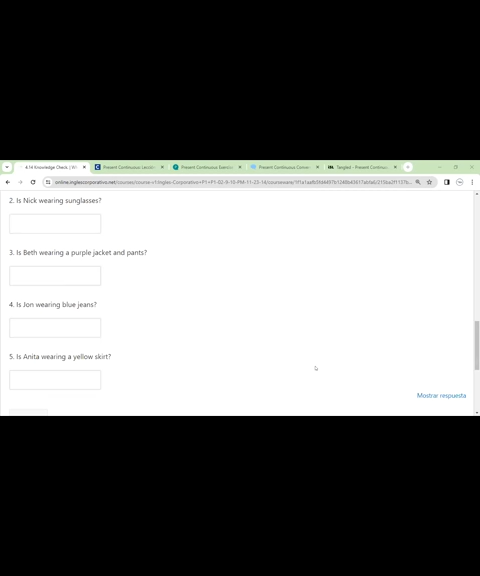 4.14 Knowledge Check
Present Continuous
Present Continuous
Present Continuous
Tangled - Present
2. Is Nick wearing sunglasses?
3. Is Beth wearing a purple jacket and pants?
4. Is Jon wearing blue jeans?
5. Is Anita wearing a yellow skirt?
Mostrar respuesta